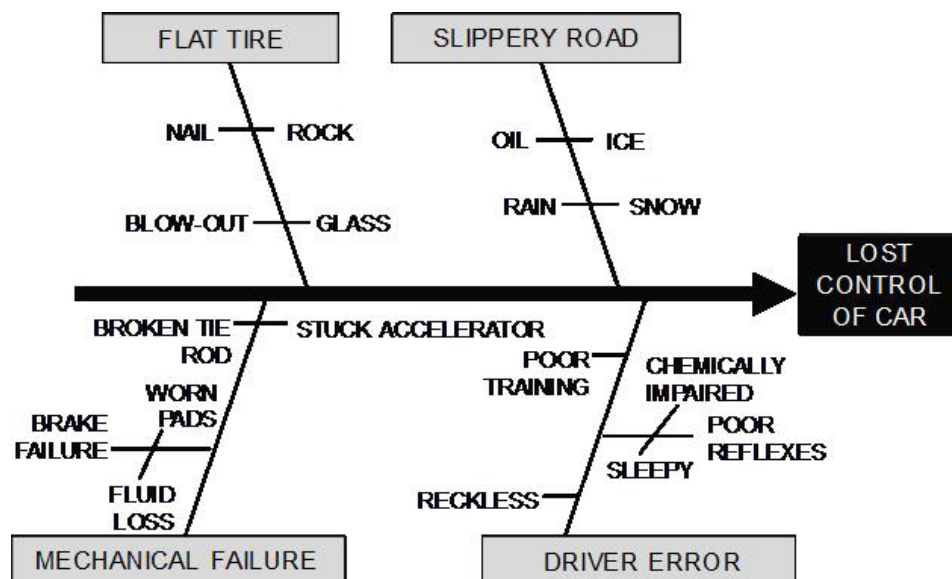 FLAT TIRE
SLIPPERY ROAD
NAIL
ROCK
OIL
ICE
BLOW-OUT
GLASS
RAIN
SNOW
LOST
CONTROL
OF CAR
BROKEN TIE
ROD
STUCK ACCELERATOR
POOR
TRAINING
CHEMICALLY
IMPAIRED
WORN
PADS
BRAKE
FAILURE
POOR
REFLEXES
SLEEPY
FLUID
LOSS
RECKLESS
MECHANICAL FAILURE
DRIVER ERROR